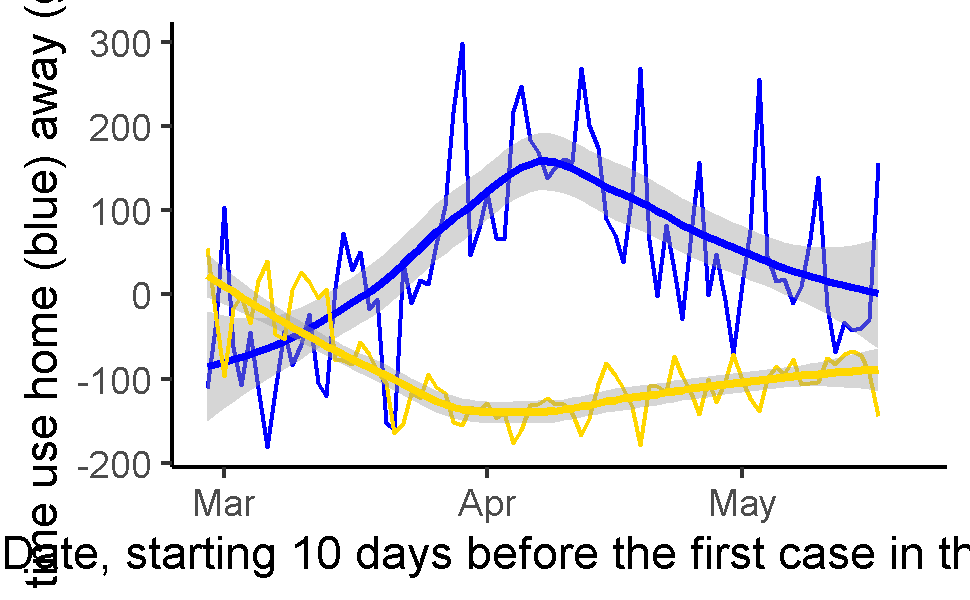 time use home (blue) away (
300
200
100
0
-100
-200
Mar Apr May
Date, starting 10 days before the first case in th